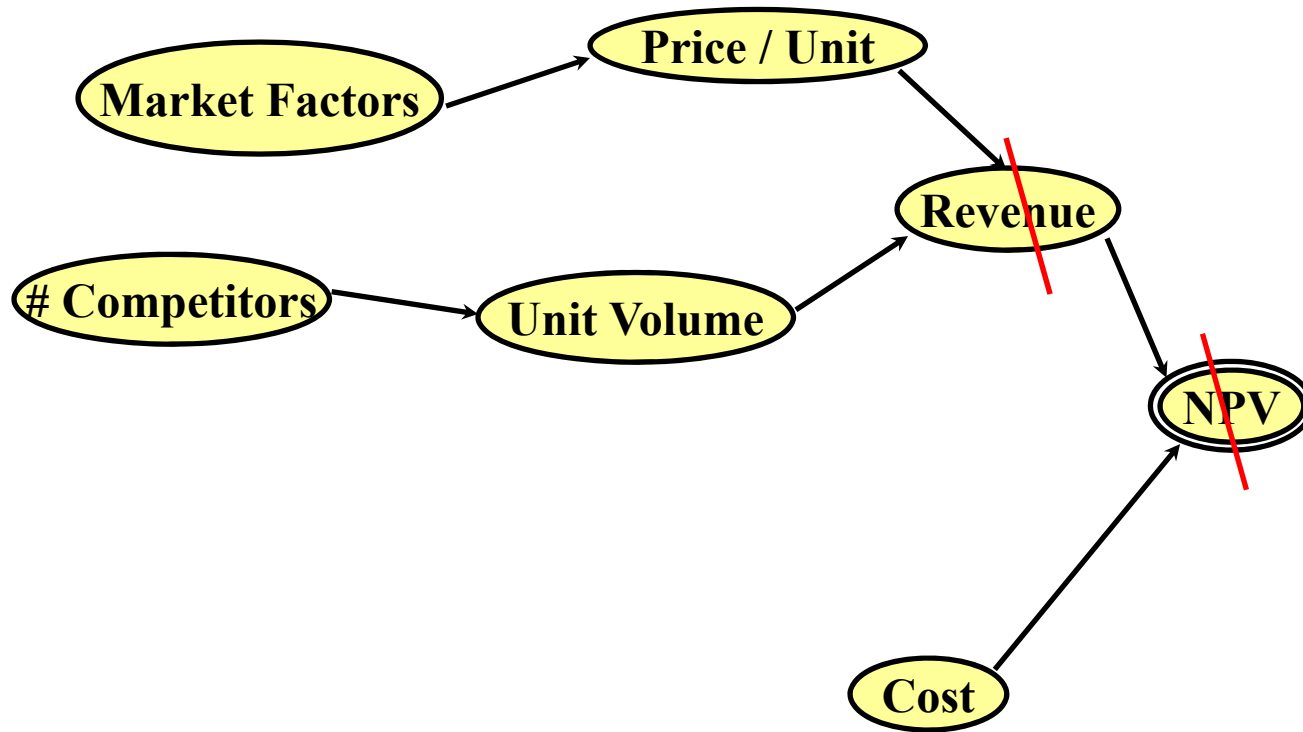 Price / Unit
Market Factors
Revenue
# Competitors
Unit Volume
NPV
Cost